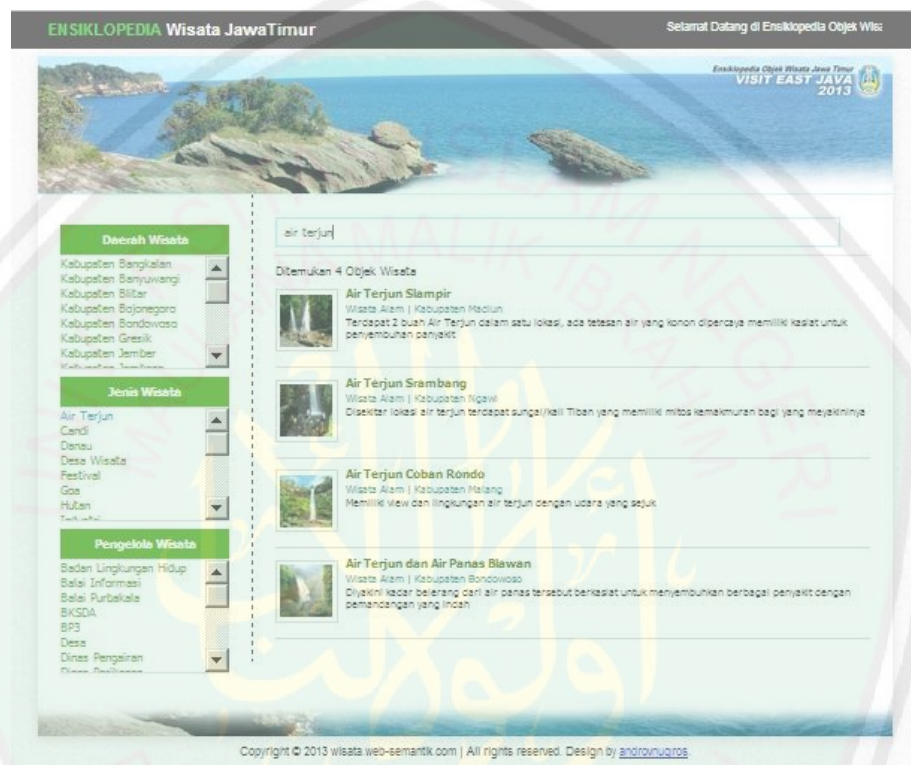 ENSIKLOPEDIA Wisata JawaTimur
Selamat Datang di Ensiklopedia Objek Wisa
Ensiklopedia Objek Wisata Jawa Timur
VISIT EAST JAVA
2013
Daerah Wisata
Kabupaten Bangkalan
Kabupaten Banyuwangi
Kabupaten Blitar
Kabupaten Bojonegoro
Kabupaten Bondowoso
Kabupaten Gresik
Kabupaten Jember
Jenis Wisata
Air Terjun
Candi
Danau
Desa Wisata
Festival
Goa
Hutan
Pengelola Wisata
Badan Lingkungan Hidup
Balai Informasi
Balai Purbakala
BKSDA
BP3
Desa
Dinas Pengairan
air terjun
Ditemukan 4 Objek Wisata
Air Terjun Slampir
Wisata Alam | Kabupaten Madiun
Terdapat 2 buah Air Terjun dalam satu lokasi, ada tetesan air yang konon dipercaya memiliki kasiat untuk
penyembuhan panyakit
Air Terjun Srambang
Wisata Alam | Kabupaten Ngawi
Disekitar lokasi air terjun terdapat sungai/kali Tiban yang memiliki mitos kemakmuran bagi yang meyakininya
Air Terjun Coban Rondo
Wisata Alam | Kabupaten Malang
Memiliki view dan lingkungan air terjun dengan udara yang sejuk
Air Terjun dan Air Panas Blawan
Wisata Alam | Kabupaten Bondowoso
Diyakini kadar belerang dari air panas tersebut berkasiat untuk menyembuhkan berbagai penyakit dengan
pemandangan yang indah
Copyright © 2013 wisata.web-semantik.com | All rights reserved. Design by androvnugros.